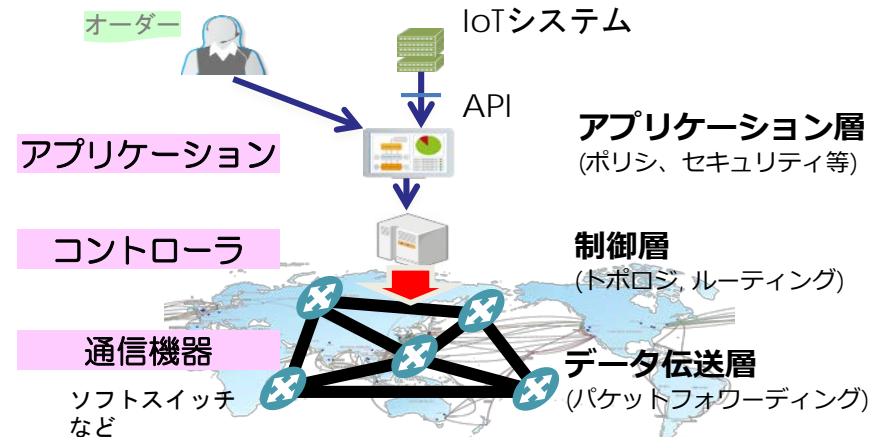 オーダー
IoTシステム
API
アプリケーション
アプリケーション層
(ポリシ、セキュリティ等)
コントローラ
制御層
(トポロジ, ルーティング)
通信機器
データ伝送層
(パケットフォワーディング)
ソフトスイッチ
など